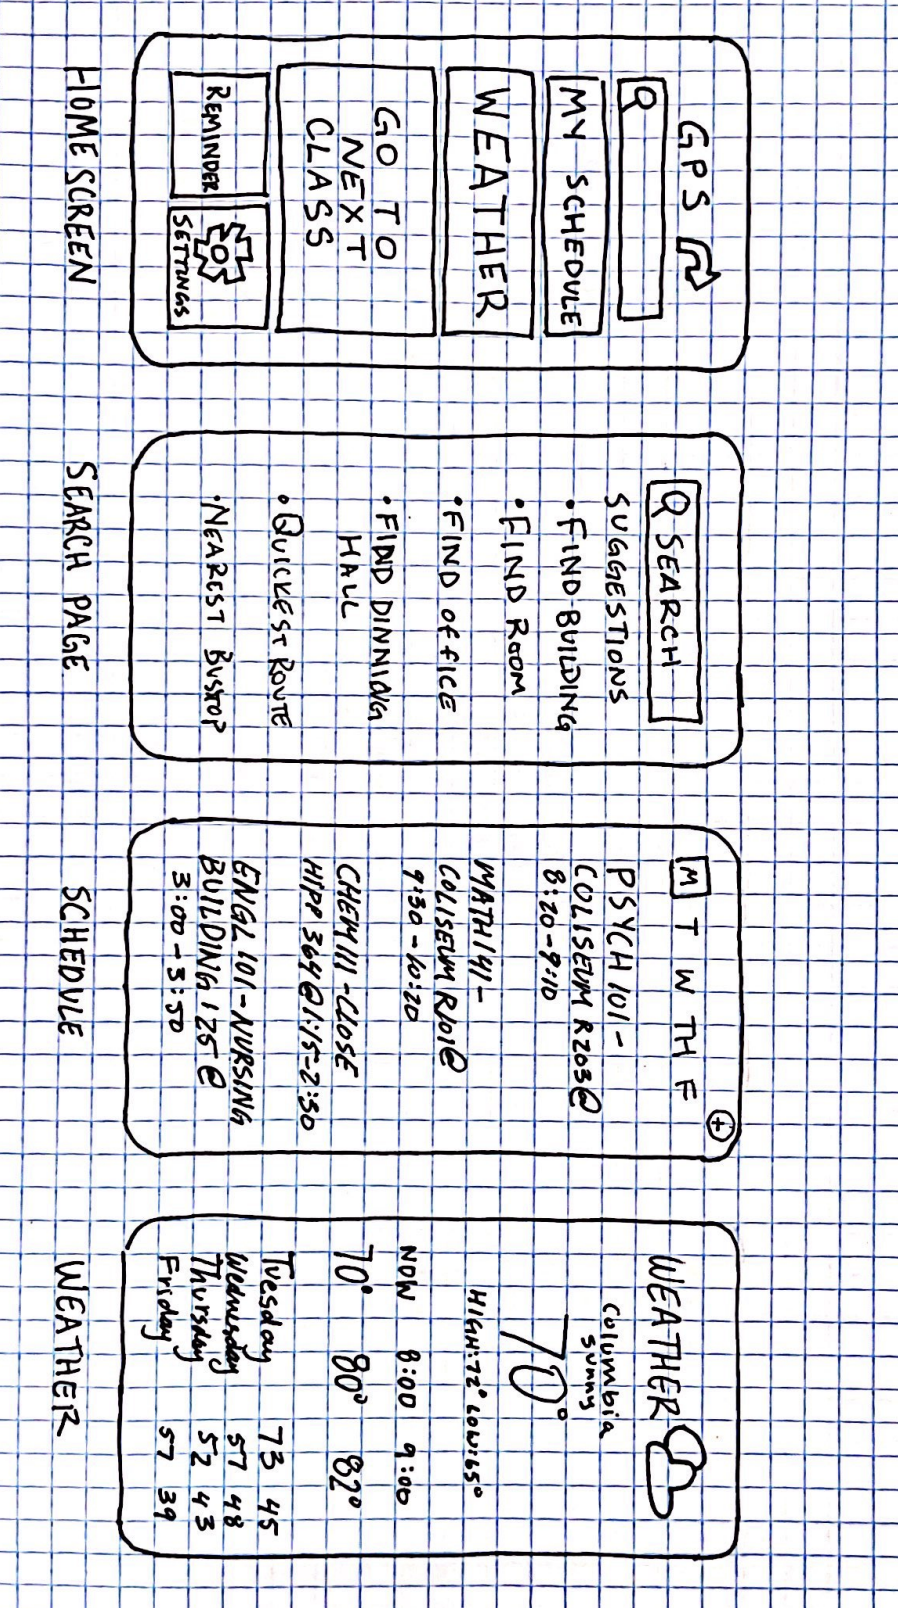 GPS
MY SCHEDULE
WEATHER
GO TO
NEXT
CLASS
REMINDER
SETTINGS
HOME SCREEN
SEARCH
SUGGESTIONS
• FIND BUILDING
• FIND ROOM
• FIND OFFICE
• FIND DINNING
HALL
• QUICKEST ROUTE
• NEAREST BUSTOP
SEARCH PAGE
M T W TH F +
PSYCH 101 -
COLISEUM R203@
8:20-9:10
MATH 141 -
COLISEUM R101@
9:30-10:20
CHEM 111 - CLOSE
HIPP 364@1:15-2:30
ENGL 101 - NURSING
BUILDING 125 @
3:00-3:50
SCHEDULE
WEATHER
Columbia
sunny
70°
HIGH:72° LOW:65°
NOW 8:00 9:00
70° 80° 82°
Tuesday 73 45
Wednesday 57 48
Thursday 52 43
Friday 57 39
WEATHER